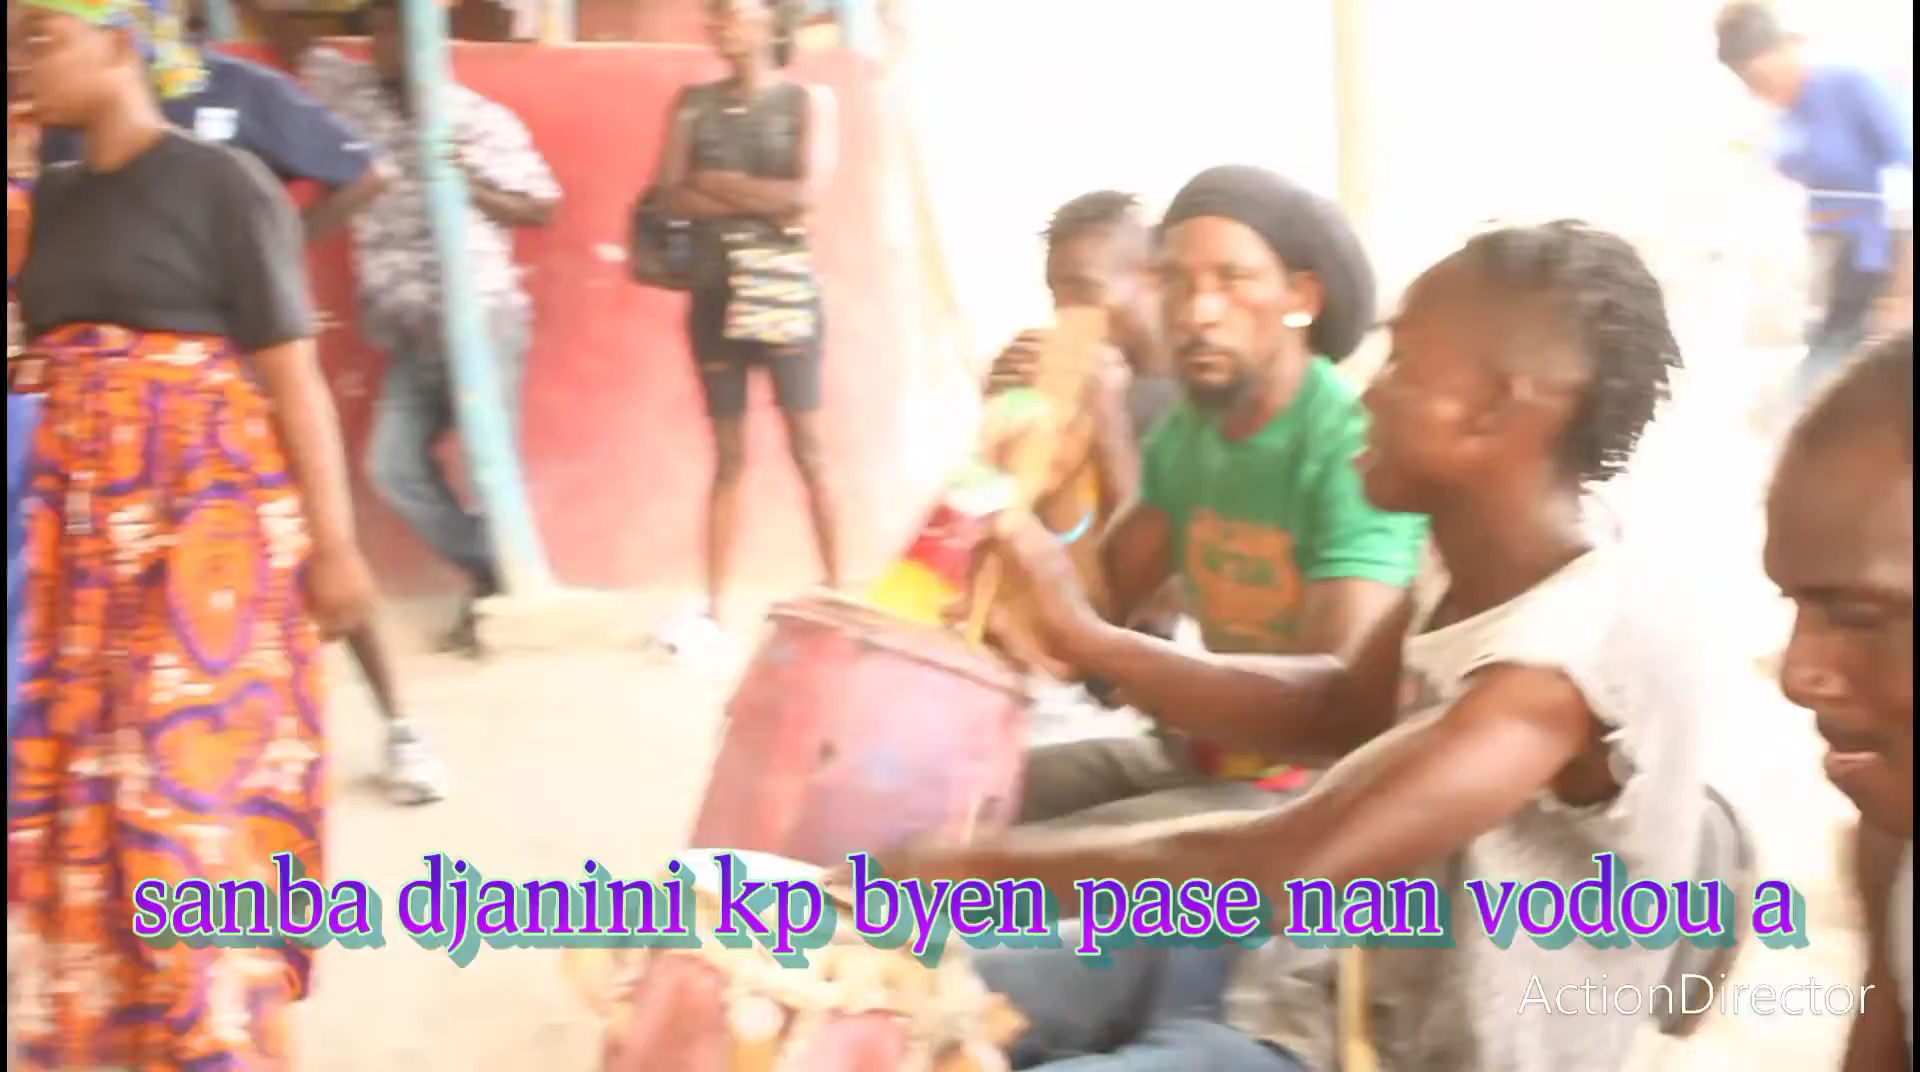 sanba djanini kp byen pase nan vodou a
ActionDirector